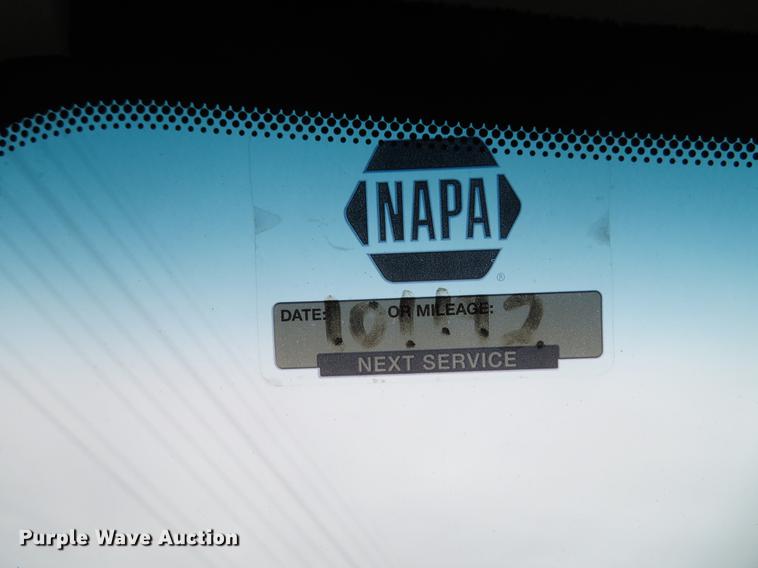 NAPA
®
DATE: OR MILEAGE:
NEXT SERVICE
Purple Wave Auction